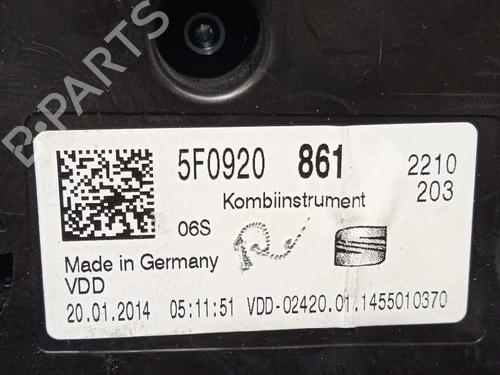 B-PARTS
5F0920 861 2210
Kombiinstrument 203
06S
Made in Germany
VDD
20.01.2014 05:11:51 VDD-02420.01.1455010370